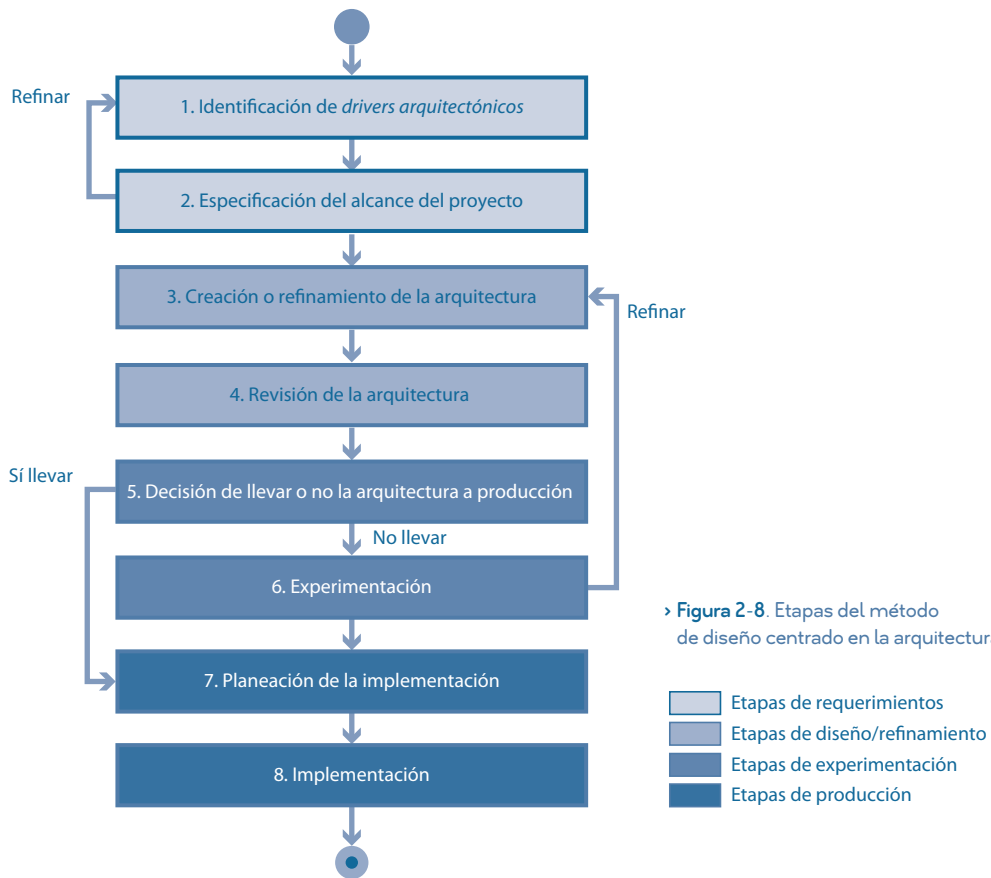 Refinar
1. Identificación de drivers arquitectónicos
2. Especificación del alcance del proyecto
3. Creación o refinamiento de la arquitectura
Refinar
4. Revisión de la arquitectura
Sí llevar
5. Decisión de llevar o no la arquitectura a producción
No llevar
6. Experimentación
7. Planeación de la implementación
8. Implementación
› Figura 2-8. Etapas del método
de diseño centrado en la arquitectura
Etapas de requerimientos
Etapas de diseño/refinamiento
Etapas de experimentación
Etapas de producción